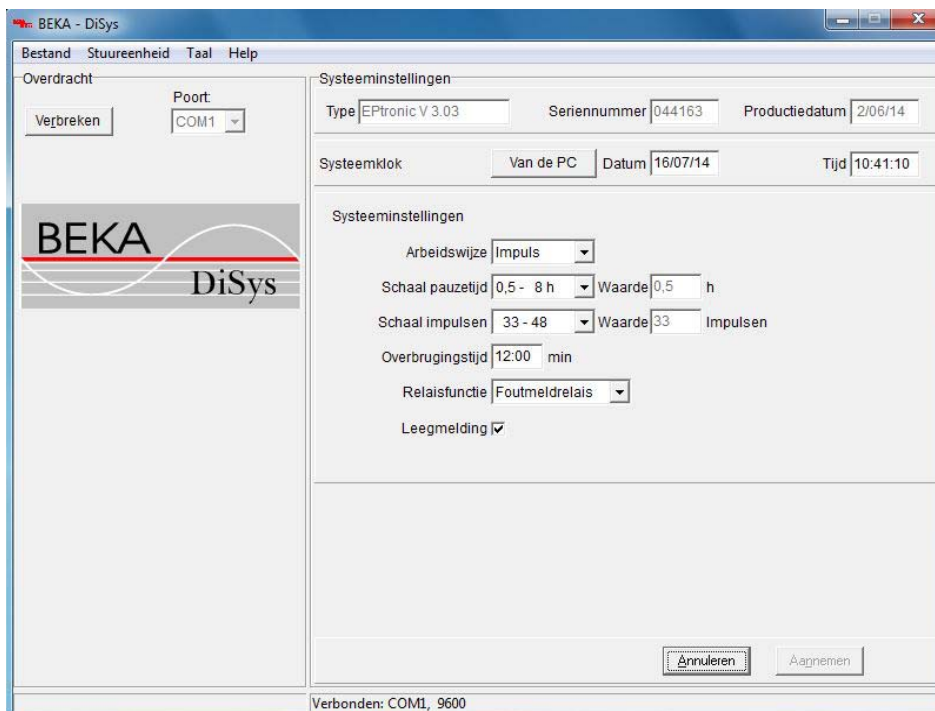 BEKA - DiSys
Bestand Stuureenheid Taal Help
Overdracht
Poort:
Verbreken COM1
BEKA
DiSys
Systeeminstellingen
Type EPtronic V 3.03 Seriennummer 044163 Productiedatum 2/06/14
Systeemklok Van de PC Datum 16/07/14 Tijd 10:41:10
Systeeminstellingen
Arbeidswijze Impuls
Schaal pauzetijd 0,5 - 8 h Waarde 0,5 h
Schaal impulsen 33 - 48 Waarde 33 Impulsen
Overbrugingstijd 12:00 min
Relaisfunctie Foutmeldrelais
Leegmelding
Annuleren Aannemen
Verbonden: COM1, 9600